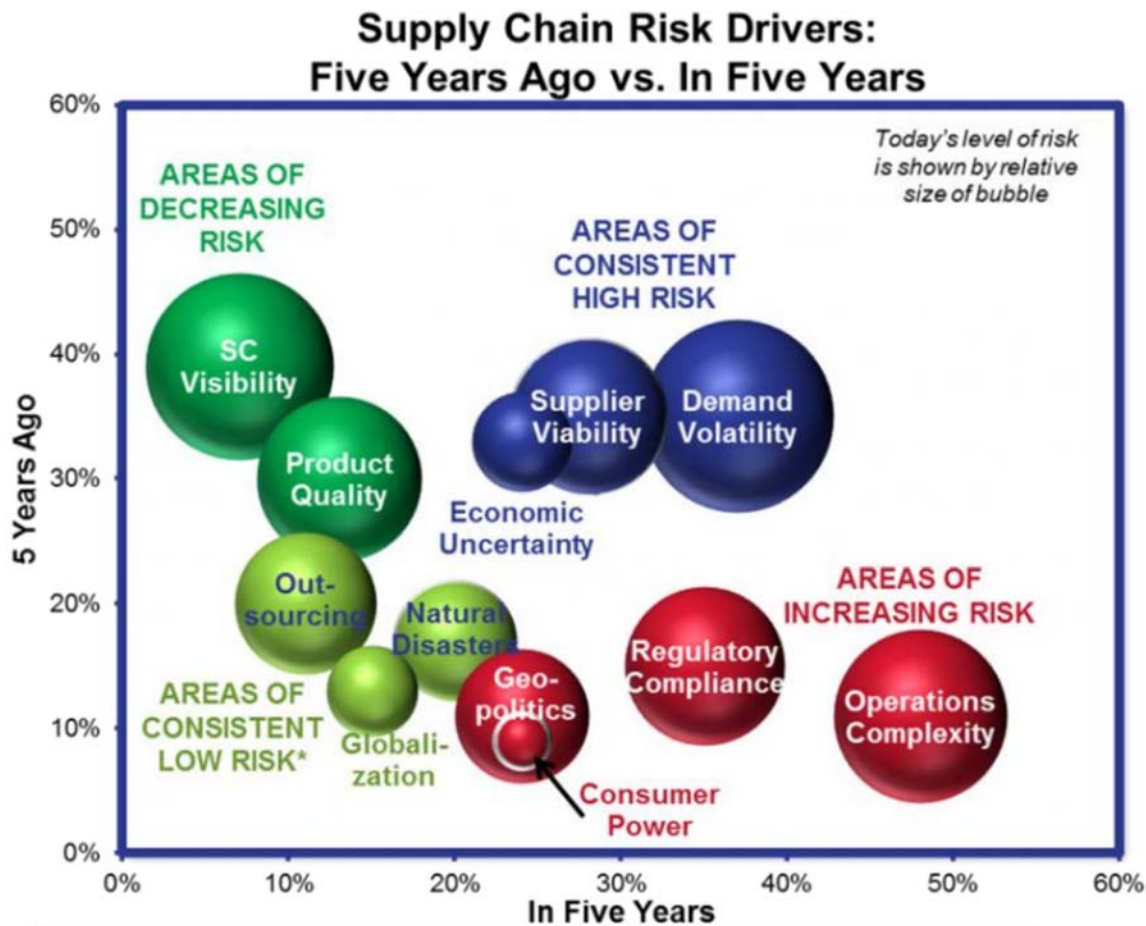 Supply Chain Risk Drivers:
Five Years Ago vs. In Five Years
60%
50%
40%
30%
20%
10%
0%
5 Years Ago
Today's level of risk
is shown by relative
size of bubble
AREAS OF
DECREASING
RISK
AREAS OF
CONSISTENT
HIGH RISK
SC
Visibility
Product
Quality
Supplier
Viability
Demand
Volatility
Economic
Uncertainty
Out-
sourcing
Natural
Disasters
AREAS OF
INCREASING RISK
Regulatory
Compliance
Operations
Complexity
Geo-
politics
AREAS OF
CONSISTENT
LOW RISK*
Globali-
zation
Consumer
Power
0%
10%
20%
30%
40%
50%
60%
In Five Years